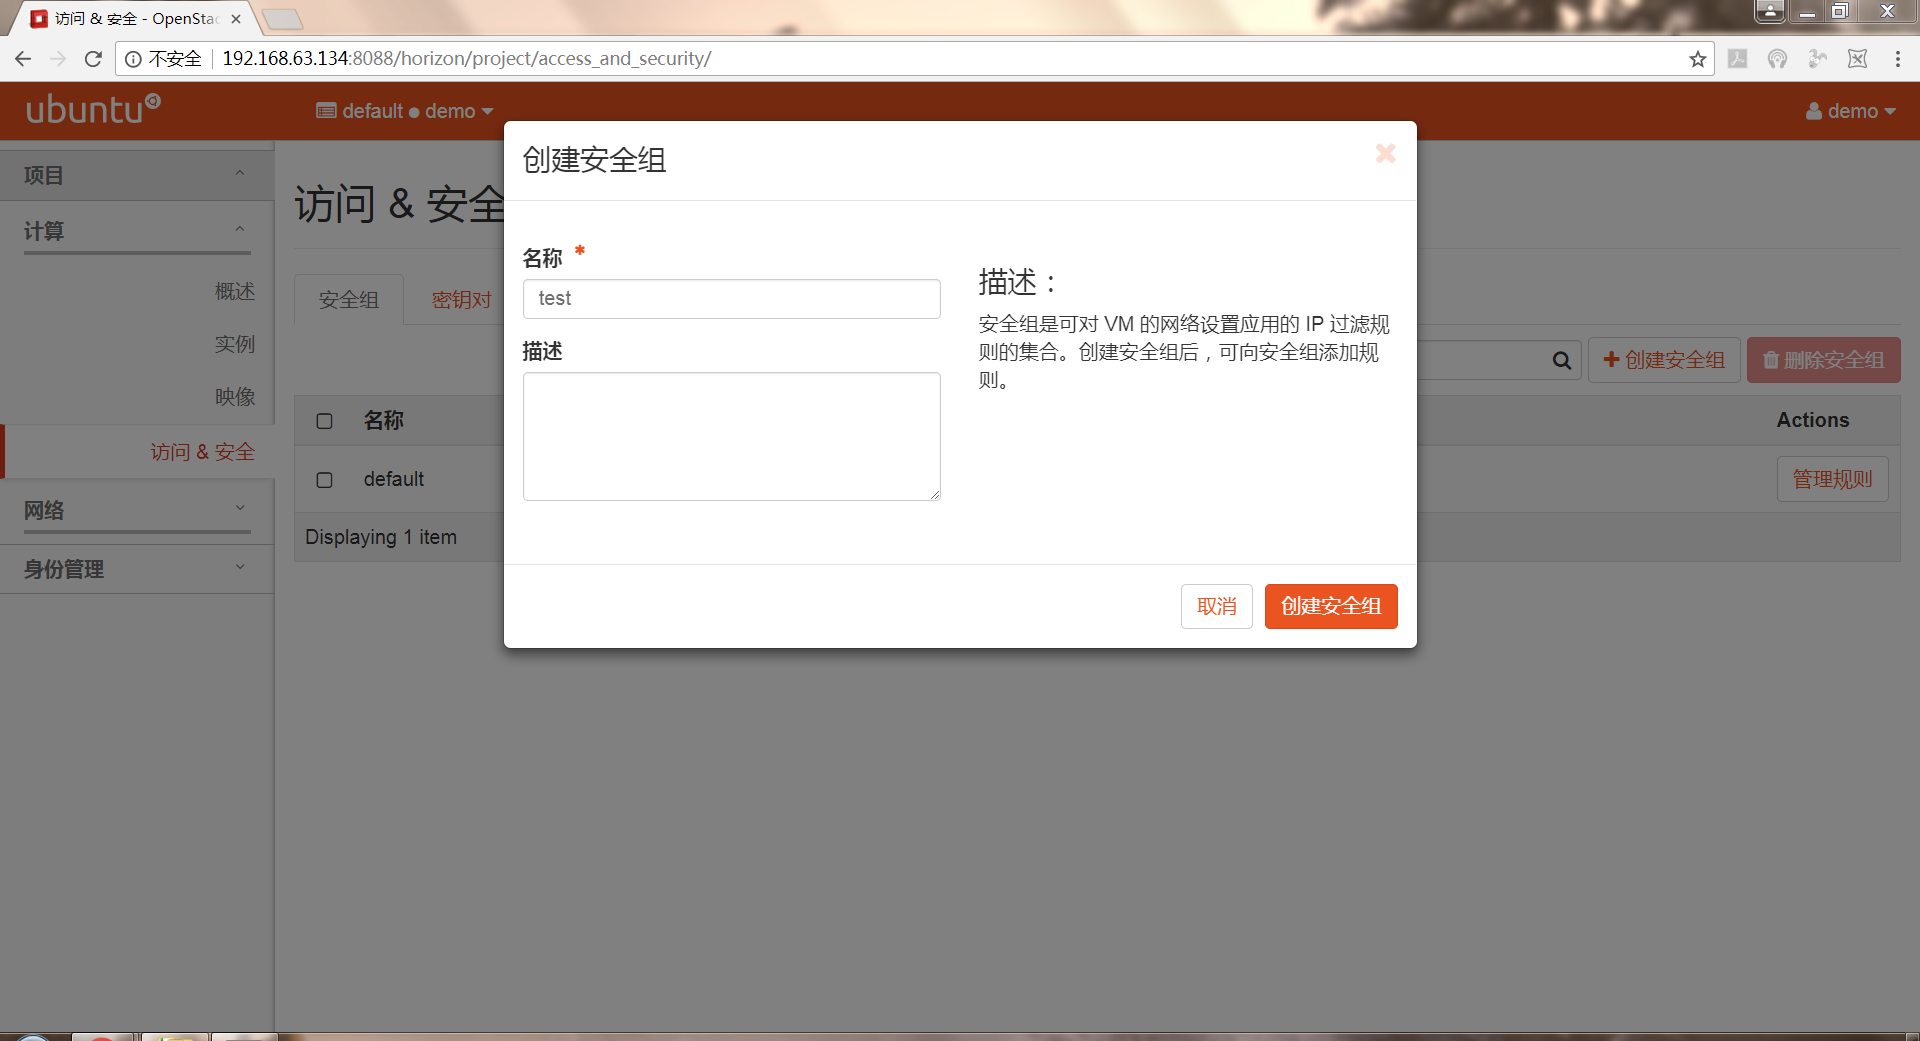 访问 & 安全 - OpenStac
不安全
192.168.63.134:8088/horizon/project/access_and_security/
ubuntu
default ● demo
demo
项目
计算
概述
实例
映像
访问 & 安全
网络
身份管理
访问 & 安全
安全组
密钥对
创建安全组
删除安全组
名称
Actions
default
管理规则
Displaying 1 item
创建安全组
名称 *
test
描述
描述：
安全组是可对 VM 的网络设置应用的 IP 过滤规
则的集合。创建安全组后，可向安全组添加规
则。
取消
创建安全组